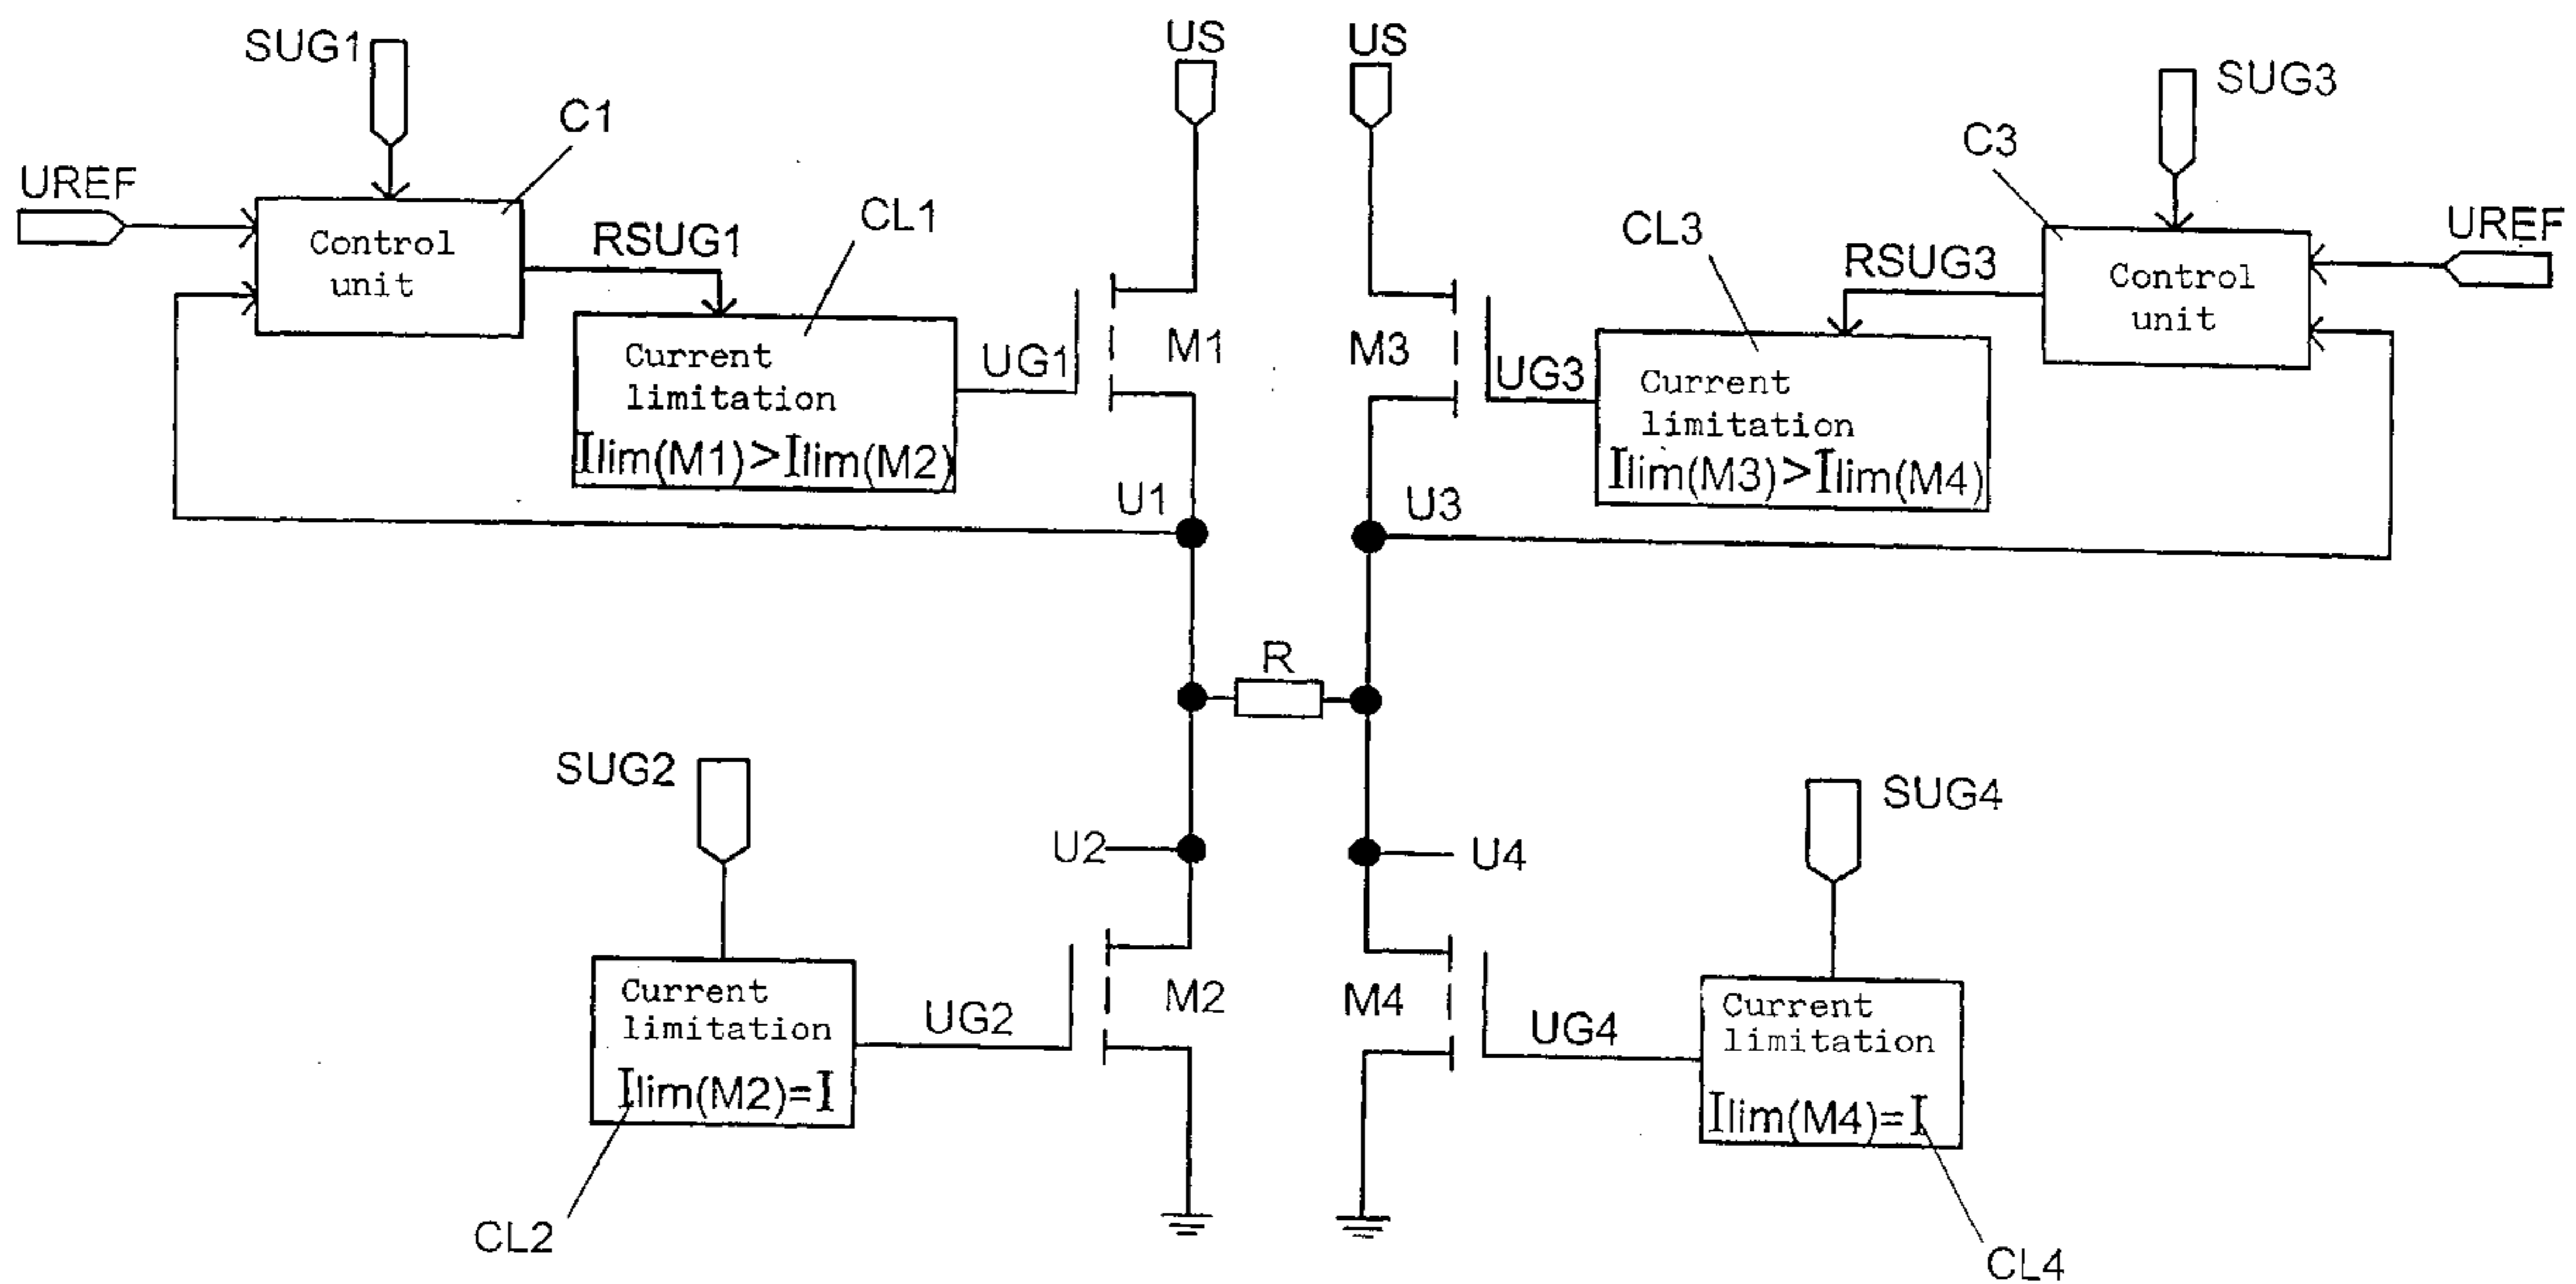 SUG1
US
US
SUG3
C1
C3
UREF
UREF
Control
unit
RSUG1
CL1
CL3
RSUG3
Control
unit
Current
limitation
Ilim(M1)>Ilim(M2)
UG1
M1
M3
UG3
Current
limitation
Ilim(M3)>Ilim(M4)
U1
U3
R
SUG2
SUG4
U2
U4
Current
limitation
Ilim(M2)=I
UG2
M2
M4
UG4
Current
limitation
Ilim(M4)=I
CL2
CL4